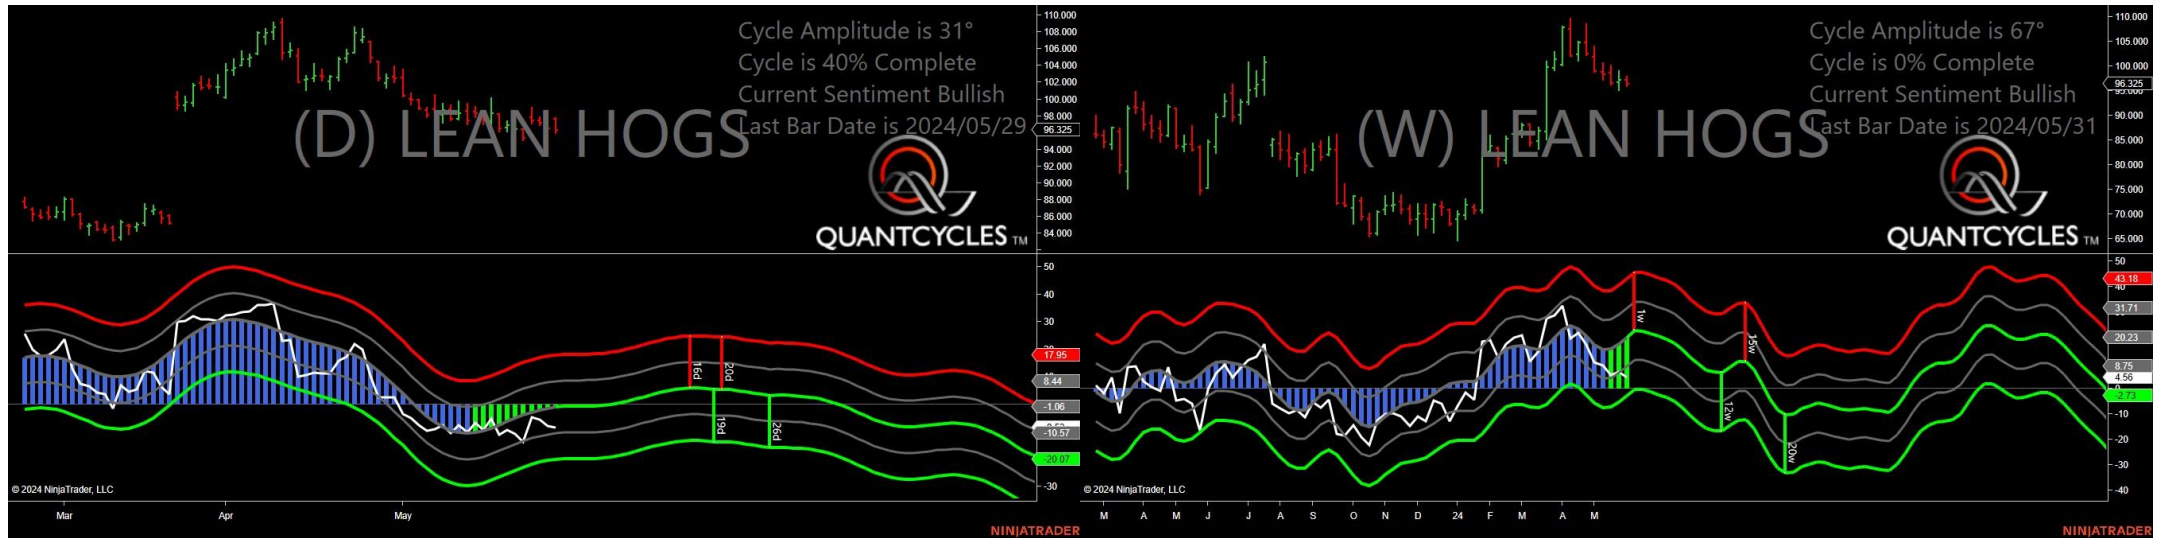 Cycle Amplitude is 31°
Cycle is 40% Complete
Current Sentiment Bullish
Last Bar Date is 2024/05/29
(D) LEAN HOGS
QUANTCYCLES TM
110.000
108.000
106.000
104.000
102.000
100.000
98.000
96.325
94.000
92.000
90.000
88.000
86.000
84.000
50
40
30
17.95
8.44
-1.06
-10.57
-20.07
-30
16d
20d
19d
26d
© 2024 NinjaTrader, LLC
Mar
Apr
May
NINJATRADER
Cycle Amplitude is 67°
Cycle is 0% Complete
Current Sentiment Bullish
Last Bar Date is 2024/05/31
(W) LEAN HOGS
QUANTCYCLES TM
110.000
105.000
100.000
96.325
95.000
90.000
85.000
80.000
75.000
70.000
65.000
50
43.18
40
31.71
20.23
8.75
4.56
-2.73
-10
-20
-30
-40
1w
15w
12w
20w
© 2024 NinjaTrader, LLC
M A M J J A S O N D 24 F M A M
NINJATRADER